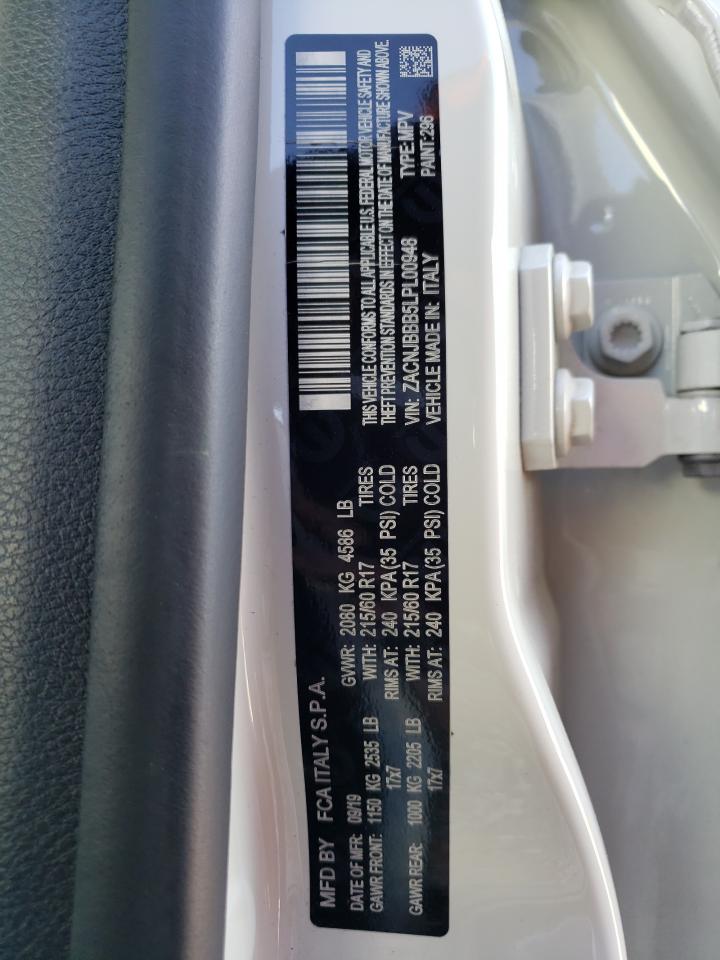 MFD BY FCA ITALY S.P.A.
DATE OF MFR: 09/19 GVWR: 2080 KG 4586 LB
GAWR FRONT: 1150 KG 2535 LB WITH: 215/60 R17 TIRES
17x7 RIMS AT: 240 KPA(35 PSI) COLD
GAWR REAR: 1000 KG 2205 LB WITH: 215/60 R17 TIRES
17x7 RIMS AT: 240 KPA(35 PSI) COLD
THIS VEHICLE CONFORMS TO ALL APPLICABLE U.S. FEDERAL MOTOR VEHICLE SAFETY AND
THEFT PREVENTION STANDARDS IN EFFECT ON THE DATE OF MANUFACTURE SHOWN ABOVE.
VIN: ZACNJBBB5LPL00948 TYPE:MPV
VEHICLE MADE IN: ITALY PAINT:296